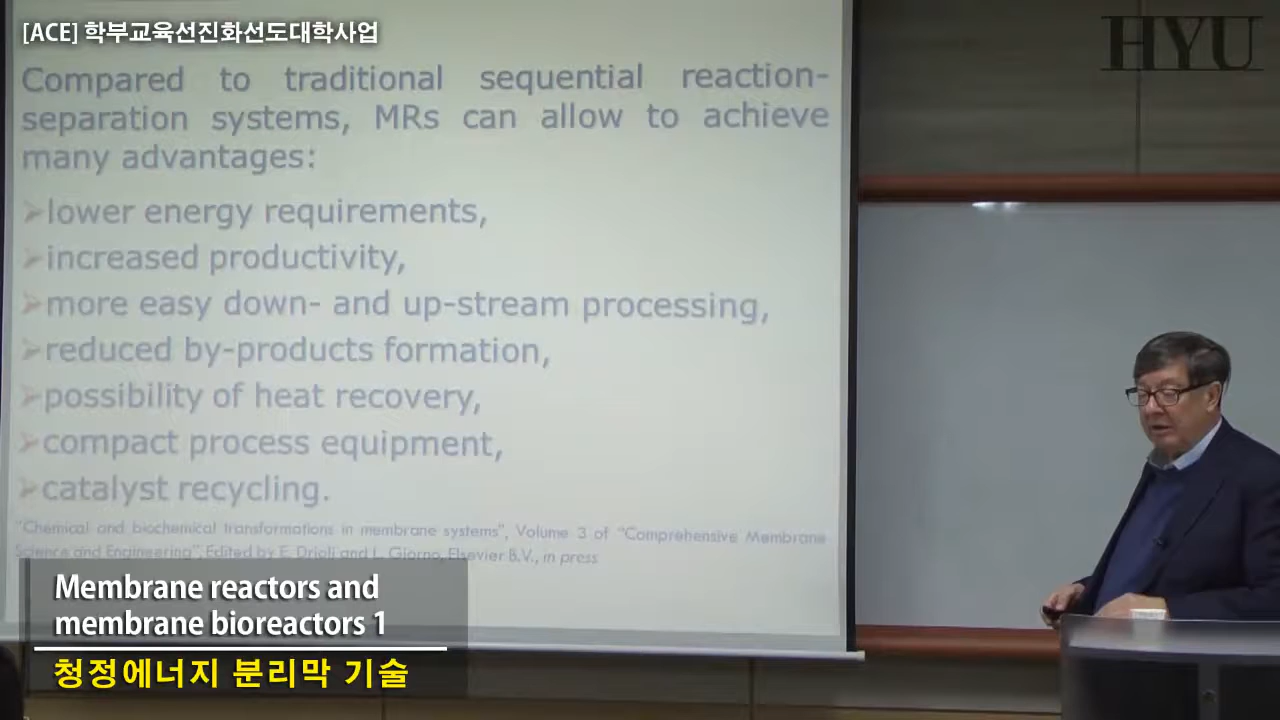 [ACE] 학부교육선진화선도대학사업
HYU
Compared to traditional sequential reaction-
separation systems, MRs can allow to achieve
many advantages:
➢lower energy requirements,
➢increased productivity,
➢more easy down- and up-stream processing,
➢reduced by-products formation,
➢possibility of heat recovery,
➢compact process equipment,
➢catalyst recycling.
"Chemical and biochemical transformations in membrane systems", Volume 3 of "Comprehensive Membrane
Science and Engineering", Edited by E. Drioli and L. Giorno, Elsevier B.V., in press
Membrane reactors and
membrane bioreactors 1
청정에너지 분리막 기술